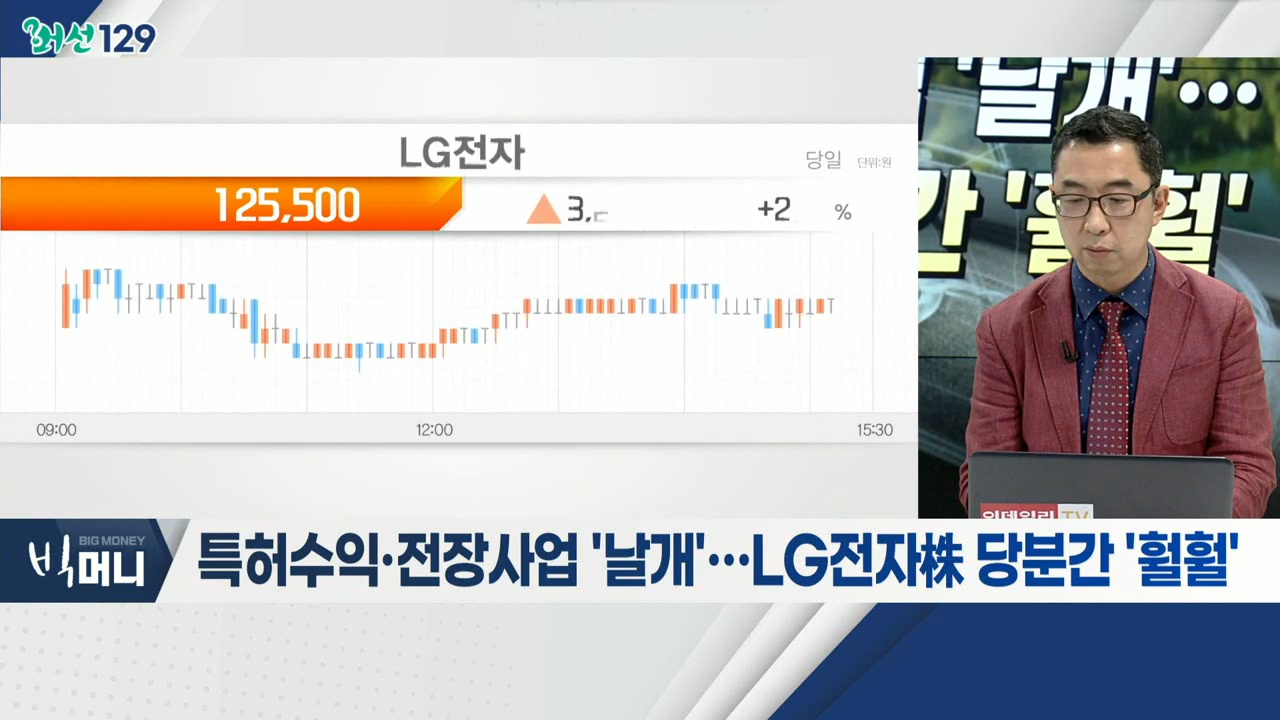 머선129
LG전자
당일 단위:원
125,500 ▲3, +2 %
09:00 12:00 15:30
'날개'…
간 '훨훨'
이데일리TV
BIG MONEY
빅머니
특허수익·전장사업 '날개'…LG전자株 당분간 '훨훨'